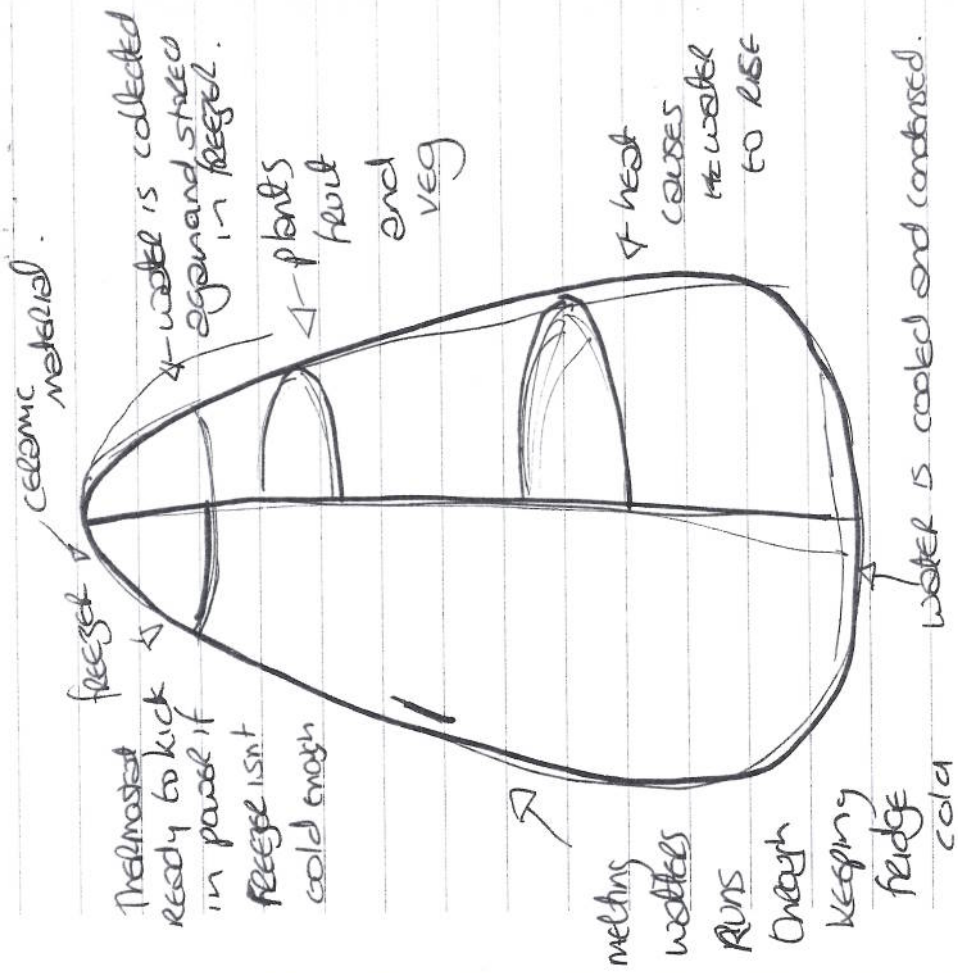 ceramic
material.
freezer
Thermostat
ready to kick
in power if
freezer isnt
cold enough
water is collected
again and stored
in freezer.
plants
fruit
and
veg
heat
causes
the water
to rise
melting
watters
runs
through
keeping
fridge
cold
water is cooled and condensed.